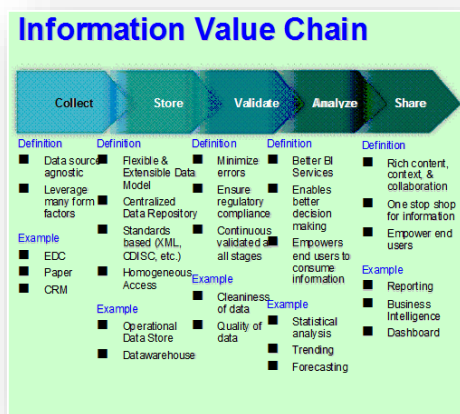 Information Value Chain
Collect
Store
Validate
Analyze
Share
Definition
Data source
agnostic
Leverage
many form
factors
Example
EDC
Paper
CRM
Definition
Flexible &
Extensible Data
Model
Centralized
Data Repository
Standards
based (XML,
CDISC, etc.)
Homogeneous
Access
Example
Operational
Data Store
Datawarehouse
Definition
Minimize
errors
Ensure
regulatory
compliance
Continuous
validated a
all stages
Example
Cleaniness
of data
Quality of
data
Definition
Better BI
Services
Enables
better
decision
making
Empowers
end users to
consume
information
Example
Statistical
analysis
Trending
Forecasting
Definition
Rich content,
context, &
collaboration
One stop shop
for information
Empower end
users
Example
Reporting
Business
Intelligence
Dashboard